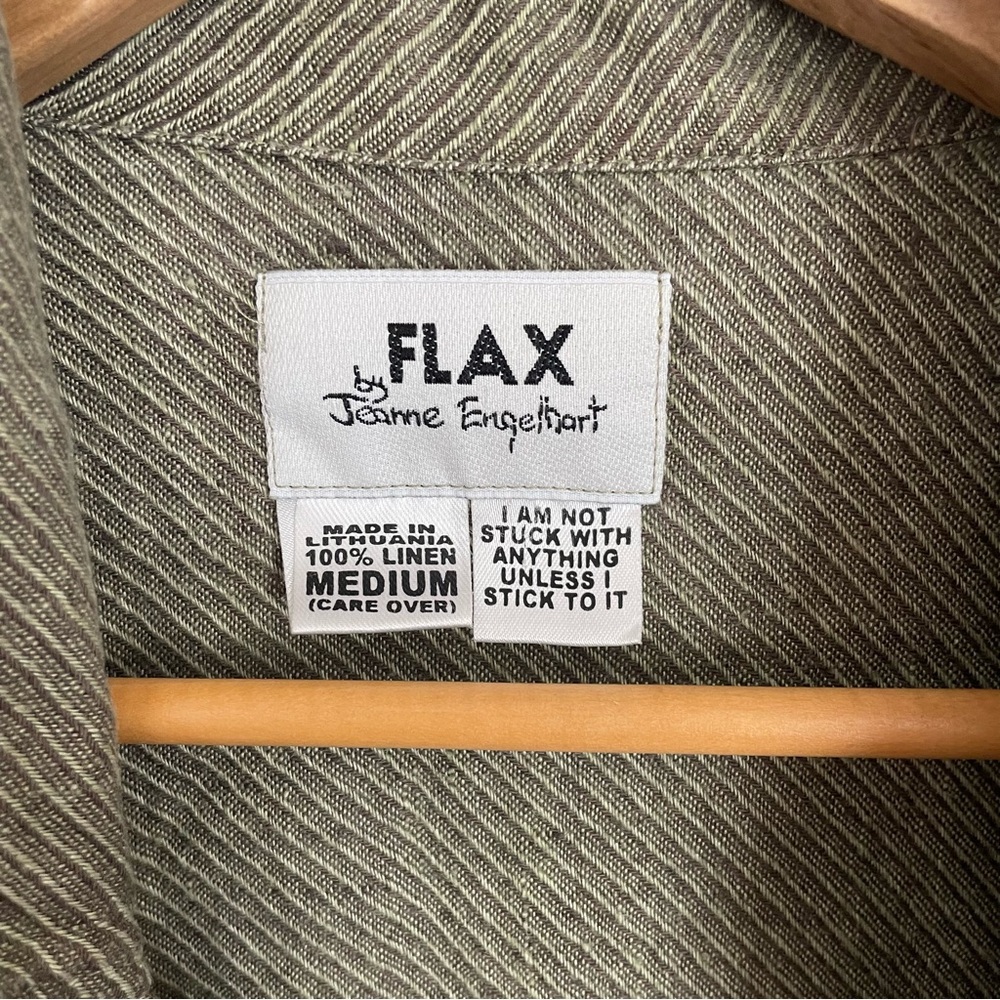 FLAX
by
Jeanne Engelhart
MADE IN
LITHUANIA
100% LINEN
MEDIUM
(CARE OVER)
I AM NOT
STUCK WITH
ANYTHING
UNLESS I
STICK TO IT